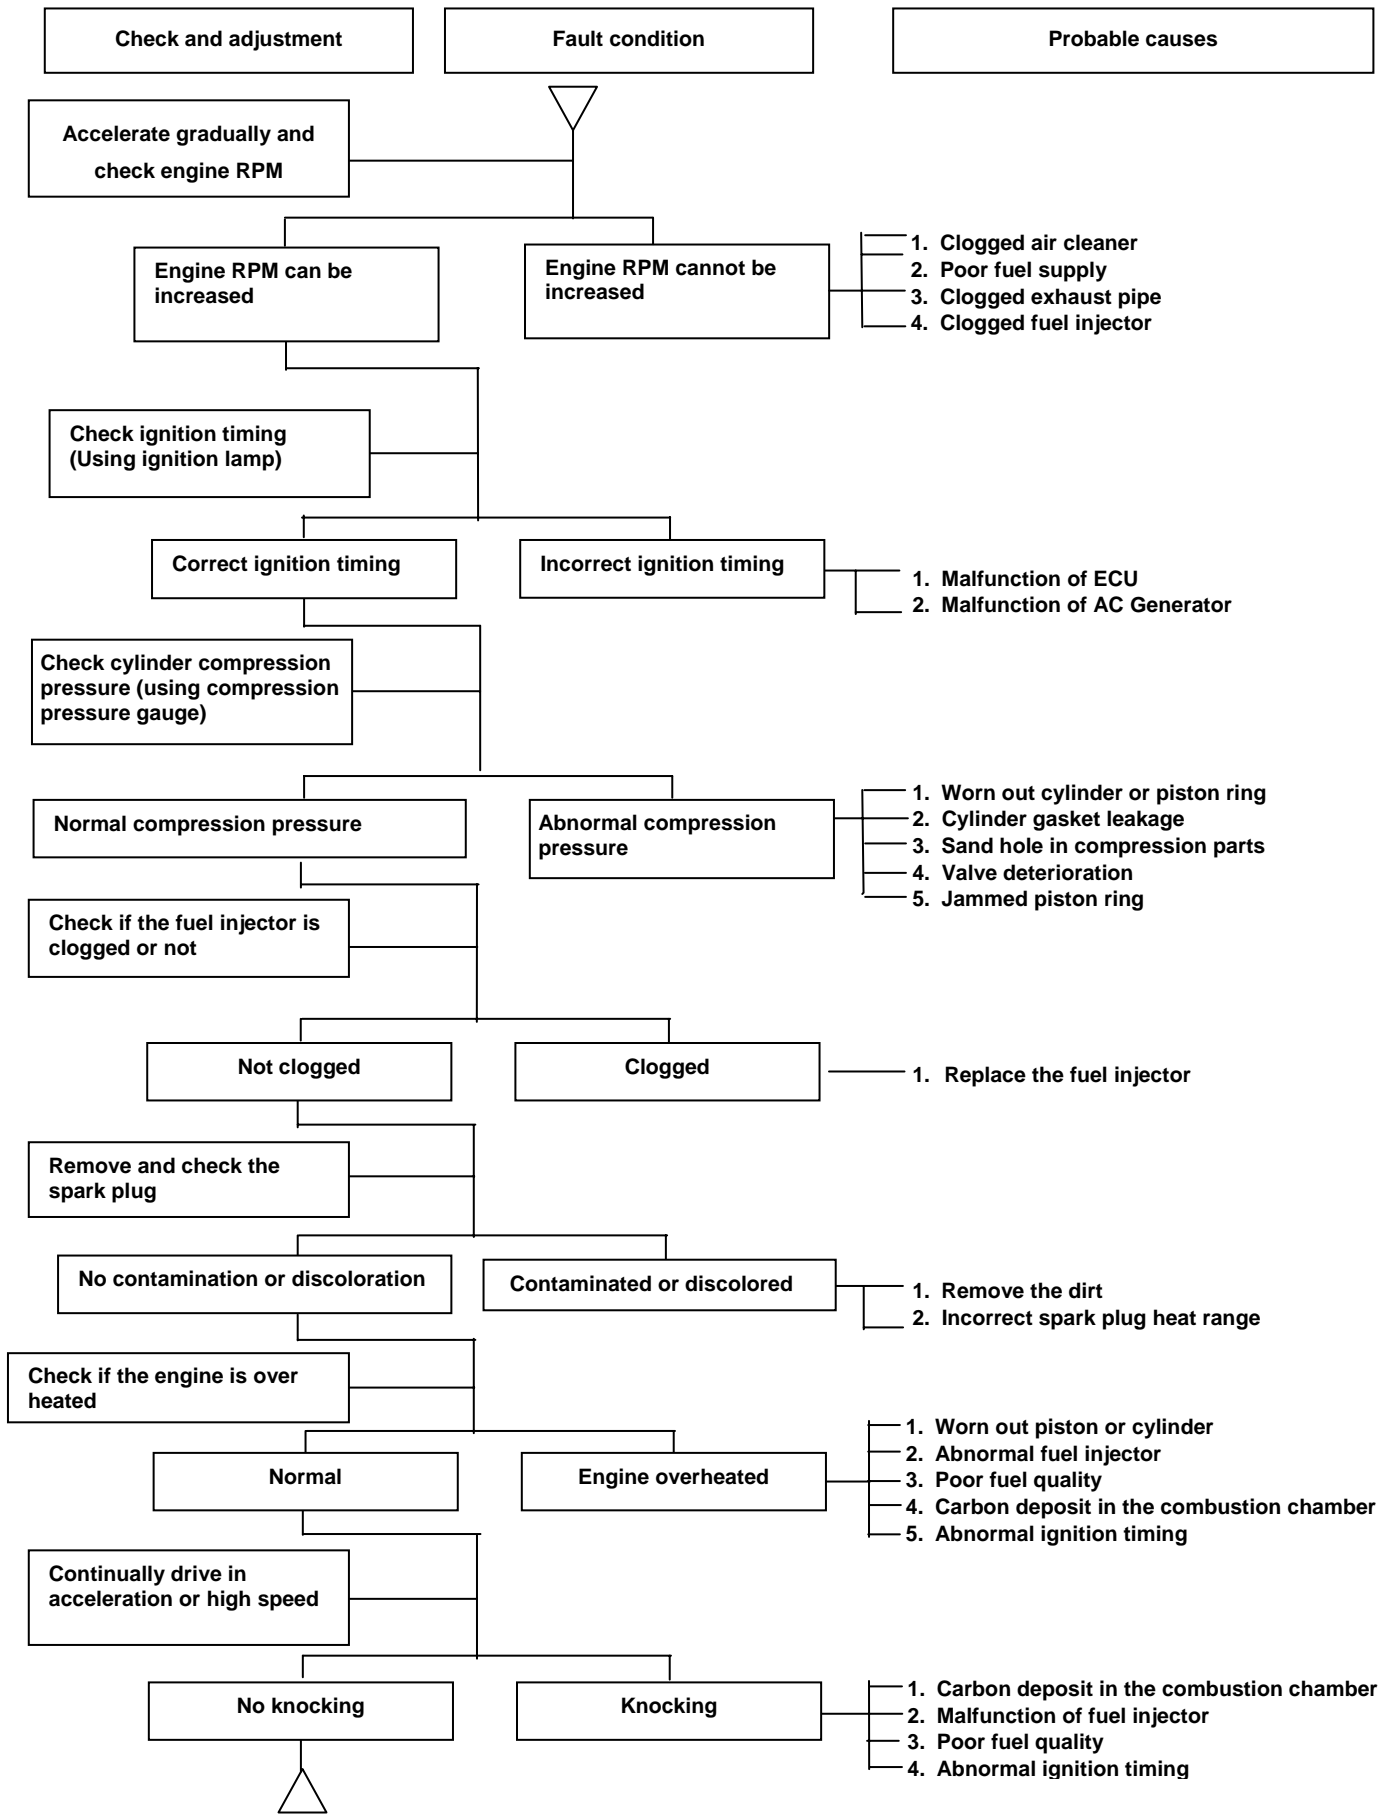 Check and adjustment
Fault condition
Probable causes
Accelerate gradually and
check engine RPM
Engine RPM can be
increased
Engine RPM cannot be
increased
1. Clogged air cleaner
2. Poor fuel supply
3. Clogged exhaust pipe
4. Clogged fuel injector
Check ignition timing
(Using ignition lamp)
Correct ignition timing
Incorrect ignition timing
1. Malfunction of ECU
2. Malfunction of AC Generator
Check cylinder compression
pressure (using compression
pressure gauge)
Normal compression pressure
Abnormal compression
pressure
1. Worn out cylinder or piston ring
2. Cylinder gasket leakage
3. Sand hole in compression parts
4. Valve deterioration
5. Jammed piston ring
Check if the fuel injector is
clogged or not
Not clogged
Clogged
1. Replace the fuel injector
Remove and check the
spark plug
No contamination or discoloration
Contaminated or discolored
1. Remove the dirt
2. Incorrect spark plug heat range
Check if the engine is over
heated
Normal
Engine overheated
1. Worn out piston or cylinder
2. Abnormal fuel injector
3. Poor fuel quality
4. Carbon deposit in the combustion chamber
5. Abnormal ignition timing
Continually drive in
acceleration or high speed
No knocking
Knocking
1. Carbon deposit in the combustion chamber
2. Malfunction of fuel injector
3. Poor fuel quality
4. Abnormal ignition timing